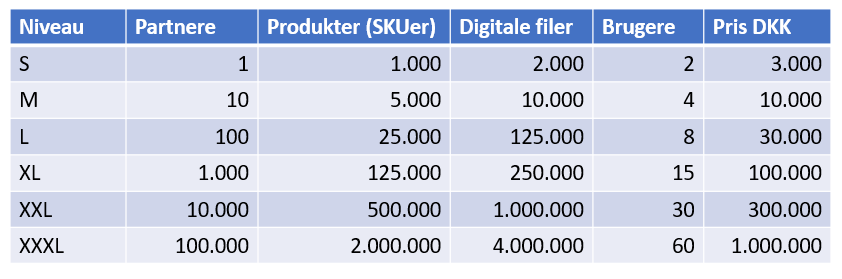 Niveau Partnere Produkter (SKUer) Digitale filer Brugere Pris DKK
S 1 1.000 2.000 2 3.000
M 10 5.000 10.000 4 10.000
L 100 25.000 125.000 8 30.000
XL 1.000 125.000 250.000 15 100.000
XXL 10.000 500.000 1.000.000 30 300.000
XXXL 100.000 2.000.000 4.000.000 60 1.000.000